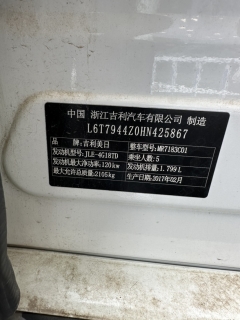 中国 浙江吉利汽车有限公司 制造
L6T7944Z0HN425867
品牌:吉利美日 整车型号:MR7183C01
发动机型号:JLE-4G18TD 乘坐人数:5
发动机最大净功率:120kw 发动机排量:1.799L
最大允许总质量:2105kg 生产日期:2017年02月